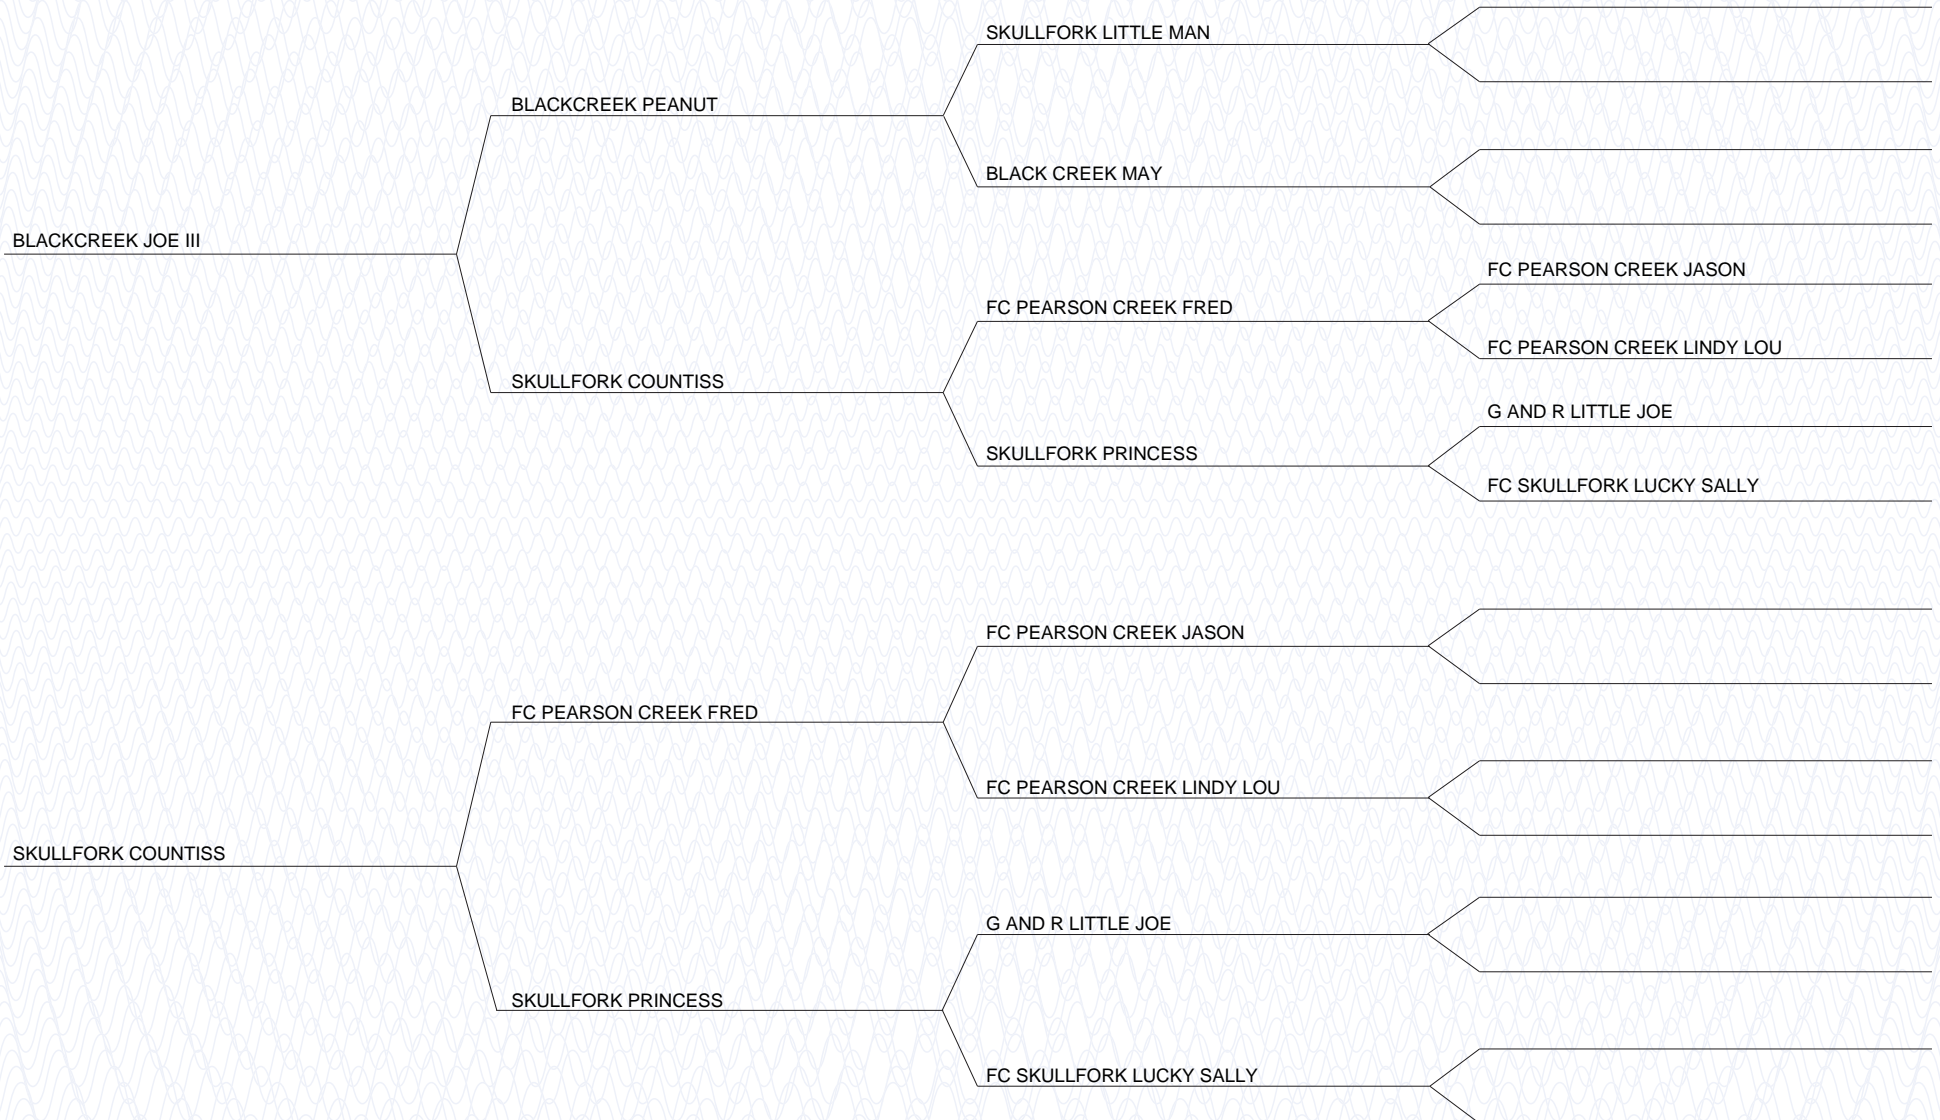 SKULLFORK LITTLE MAN
BLACKCREEK PEANUT
BLACK CREEK MAY
BLACKCREEK JOE III
FC PEARSON CREEK JASON
FC PEARSON CREEK FRED
FC PEARSON CREEK LINDY LOU
SKULLFORK COUNTISS
G AND R LITTLE JOE
SKULLFORK PRINCESS
FC SKULLFORK LUCKY SALLY
FC PEARSON CREEK JASON
FC PEARSON CREEK FRED
FC PEARSON CREEK LINDY LOU
SKULLFORK COUNTISS
G AND R LITTLE JOE
SKULLFORK PRINCESS
FC SKULLFORK LUCKY SALLY